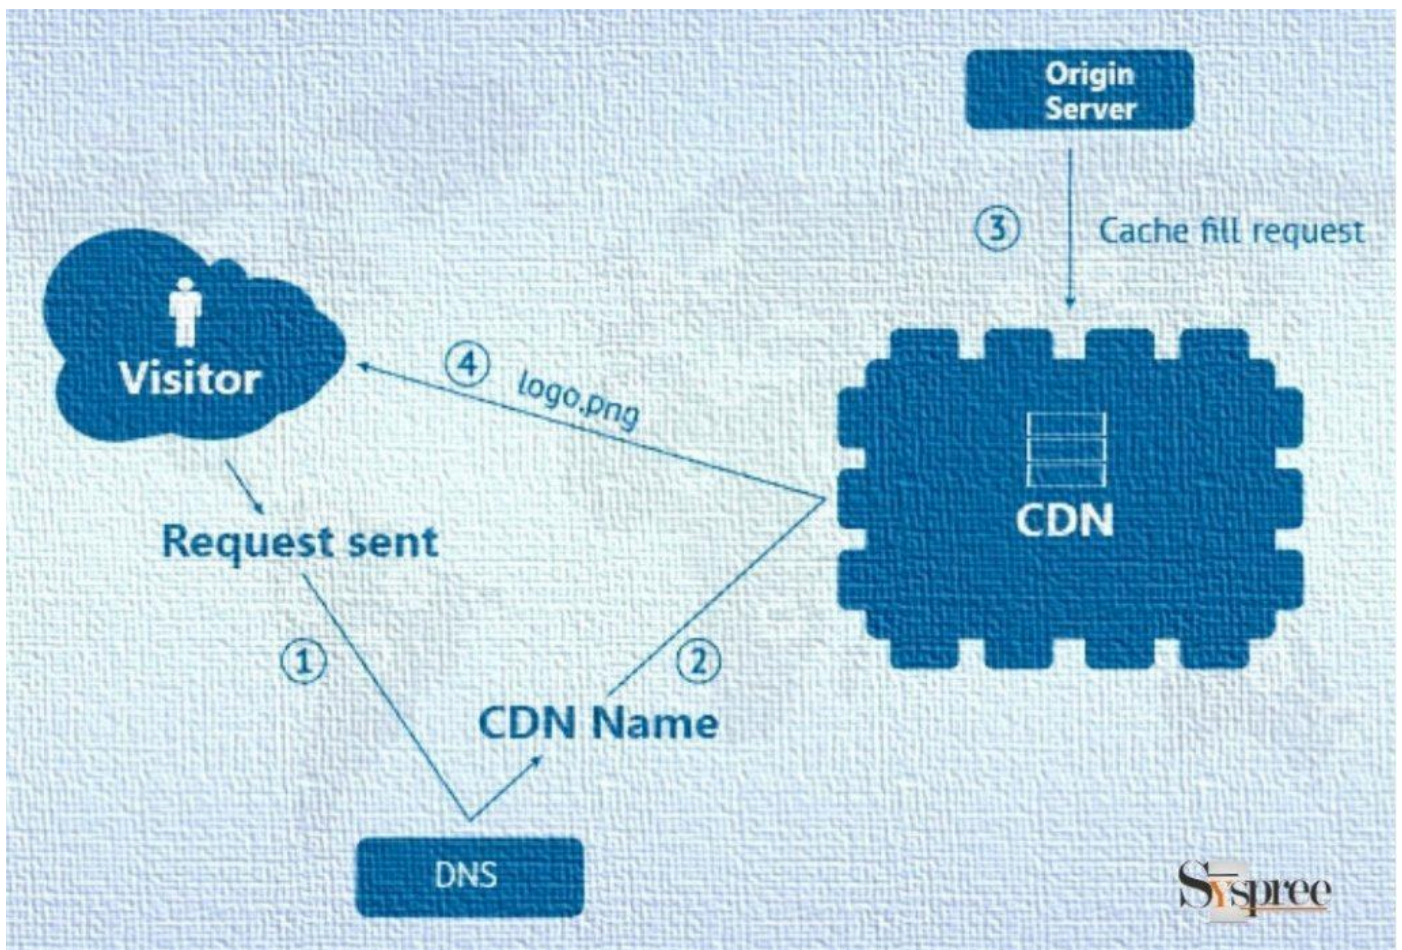 Origin
Server
③ Cache fill request
Visitor
④ logo.png
CDN
Request sent
①
②
CDN Name
DNS
Syspree